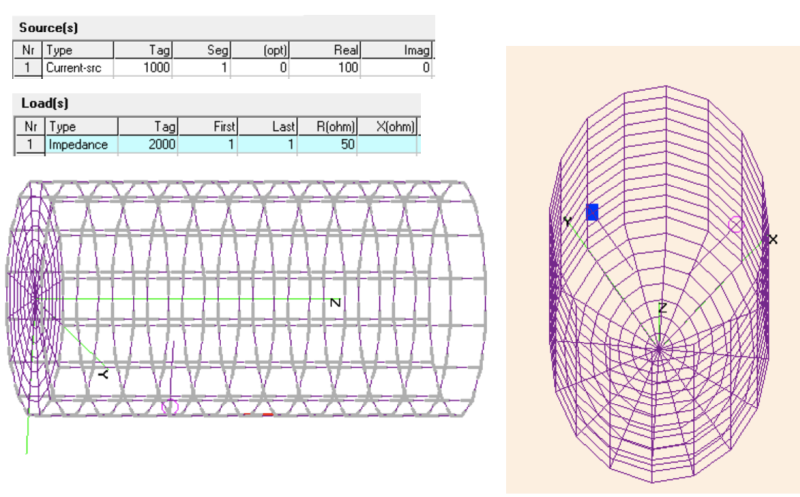 Source(s)
Nr Type Tag Seg (opt) Real Imag
1 Current-src 1000 1 0 100 0
Load(s)
Nr Type Tag First Last R(ohm) X(ohm)
1 Impedance 2000 1 1 50
Z
Y
Y
X
Z